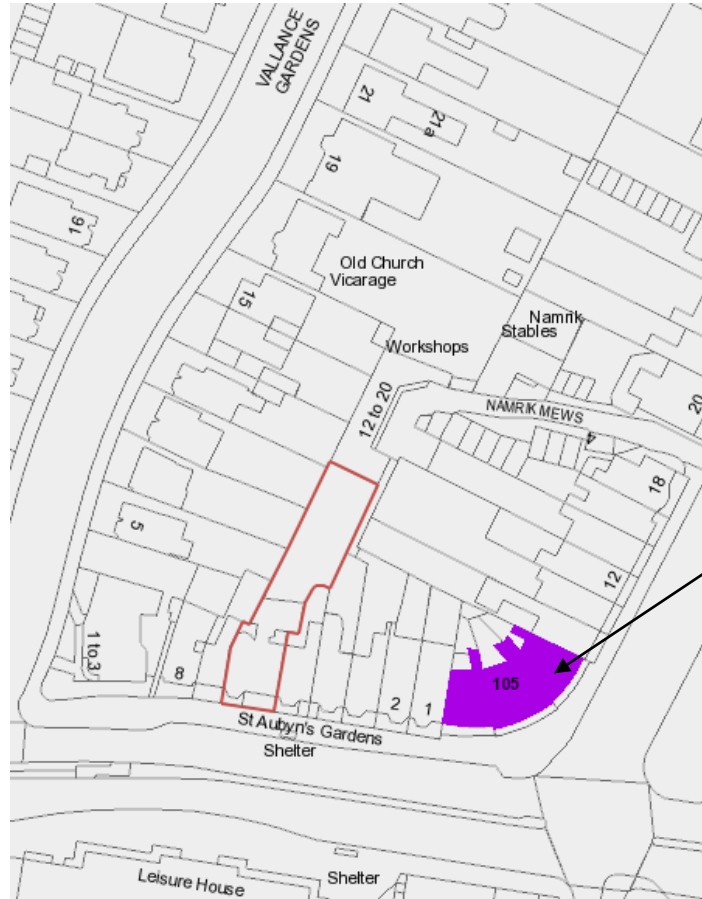 VALLANCE
GARDENS
21
21a
19
16
Old Church
Vicarage
15
Namrik
Stables
Workshops
12 to 20
NAMRIK MEWS
20
4
18
5
12
1 to 3
8
105
2
1
St Aubyn's Gardens
Shelter
Leisure House
Shelter